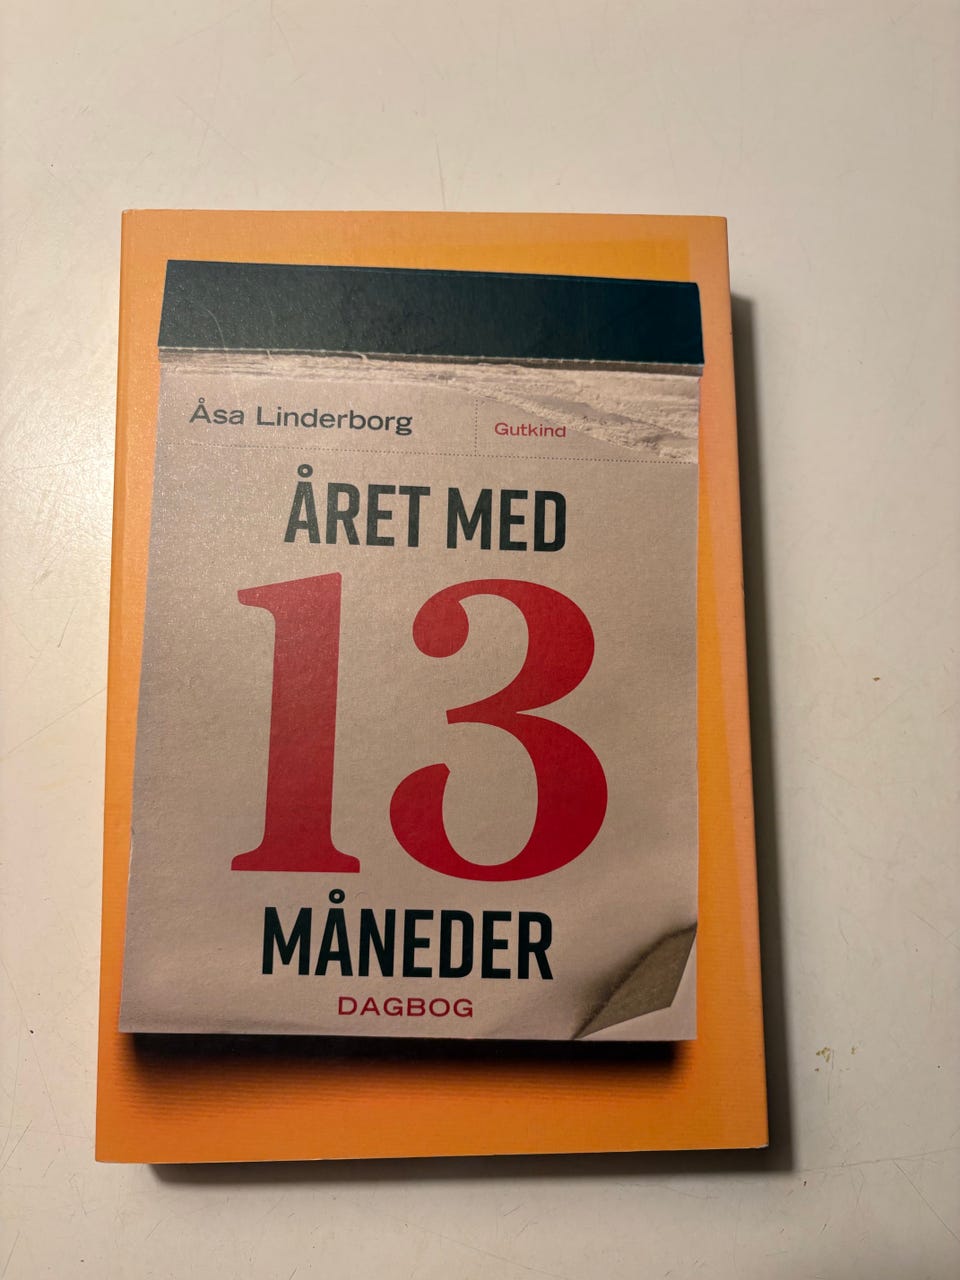 Åsa Linderborg
Gutkind
ÅRET MED
13
MÅNEDER
DAGBOG